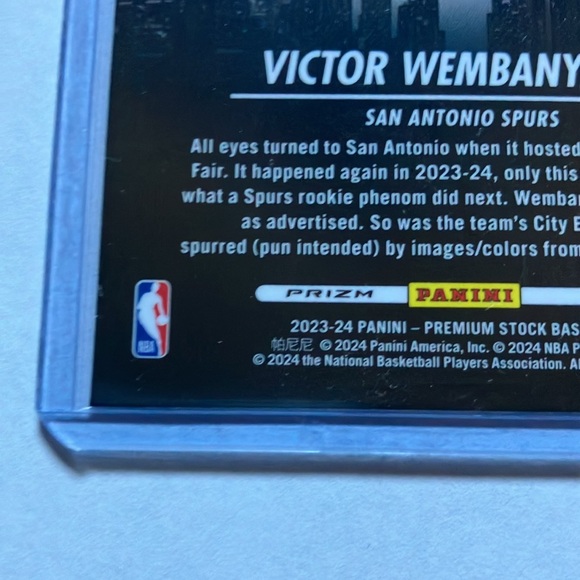 VICTOR WEMBANY
SAN ANTONIO SPURS
All eyes turned to San Antonio when it hosted
Fair. It happened again in 2023-24, only this
what a Spurs rookie phenom did next. Wemba
as advertised. So was the team's City E
spurred (pun intended) by images/colors from
PRIZM PANINI
NBA
2023-24 PANINI – PREMIUM STOCK BAS
帕尼尼 © 2024 Panini America, Inc. © 2024 NBA P
© 2024 the National Basketball Players Association. Al